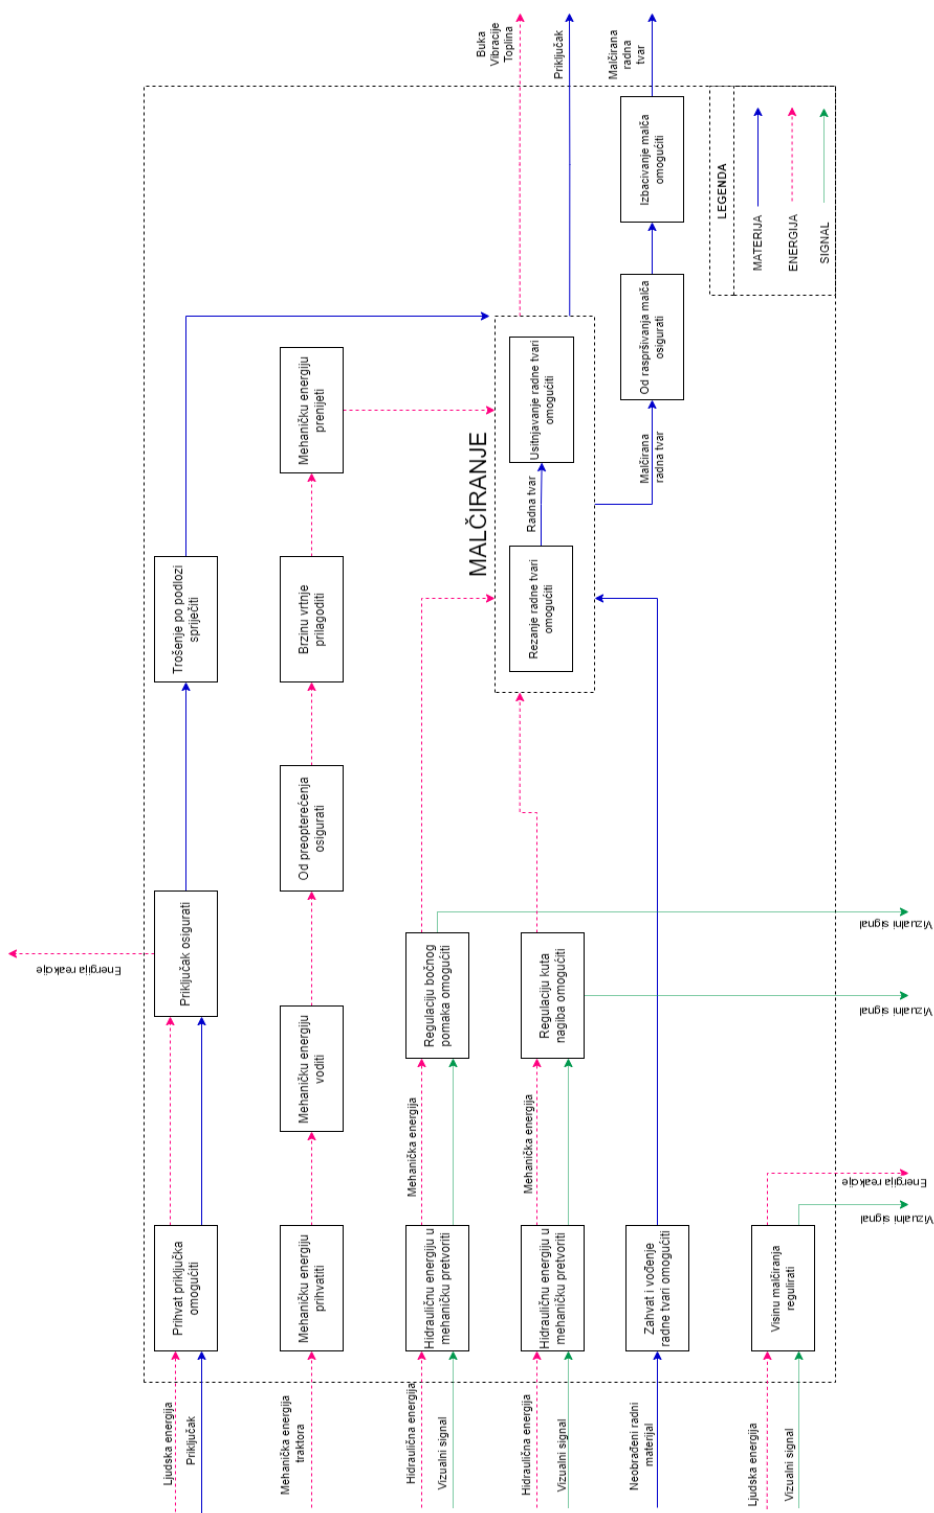 Buka
Vibracije
Toplina
Priključak
Malčirana
radna
tvar
Izbacivanje malča
omogućiti
LEGENDA
MATERIJA
ENERGIJA
SIGNAL
Od raspršivanja malča
osigurati
Malčirana
radna tvar
Mehaničku energiju
prenijeti
MALČIRANJE
Usitnjavanje radne tvari
omogućiti
Radna tvar
Rezanje radne tvari
omogućiti
Trošenje po podlozi
spriječiti
Brzinu vrtnje
prilagoditi
Od preopterećenja
osigurati
Priključak osigurati
Energija reakcije
Mehaničku energiju
voditi
Regulaciju bočnog
pomaka omogućiti
Vizualni signal
Regulaciju kuta
nagiba omogućiti
Vizualni signal
Mehanička energija
Mehanička energija
Energija reakcije
Vizualni signal
Prihvat priključka
omogućiti
Mehaničku energiju
prihvatiti
Hidrauličnu energiju u
mehaničku pretvoriti
Hidrauličnu energiju u
mehaničku pretvoriti
Zahvat i vođenje
radne tvari omogućiti
Visinu malčiranja
regulirati
Ljudska energija
Priključak
Mehanička energija
traktora
Hidraulična energija
Vizualni signal
Hidraulična energija
Vizualni signal
Neobrađeni radni
materijal
Ljudska energija
Vizualni signal